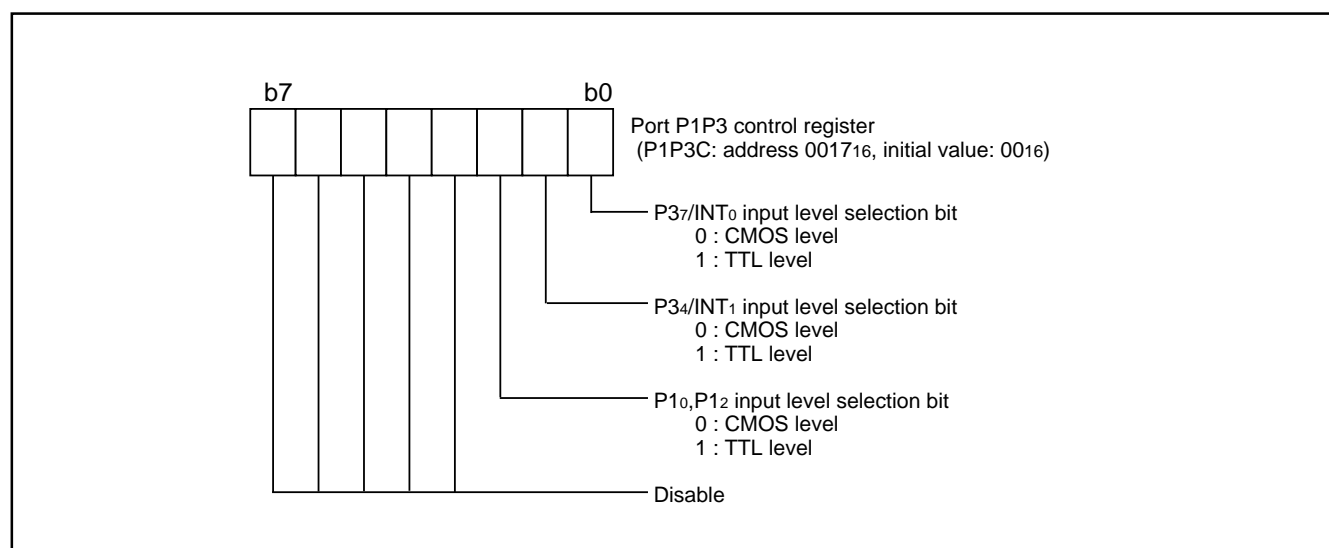 b7 b0
Port P1P3 control register
(P1P3C: address 001716, initial value: 0016)
P37/INT0 input level selection bit
0 : CMOS level
1 : TTL level
P34/INT1 input level selection bit
0 : CMOS level
1 : TTL level
P10,P12 input level selection bit
0 : CMOS level
1 : TTL level
Disable